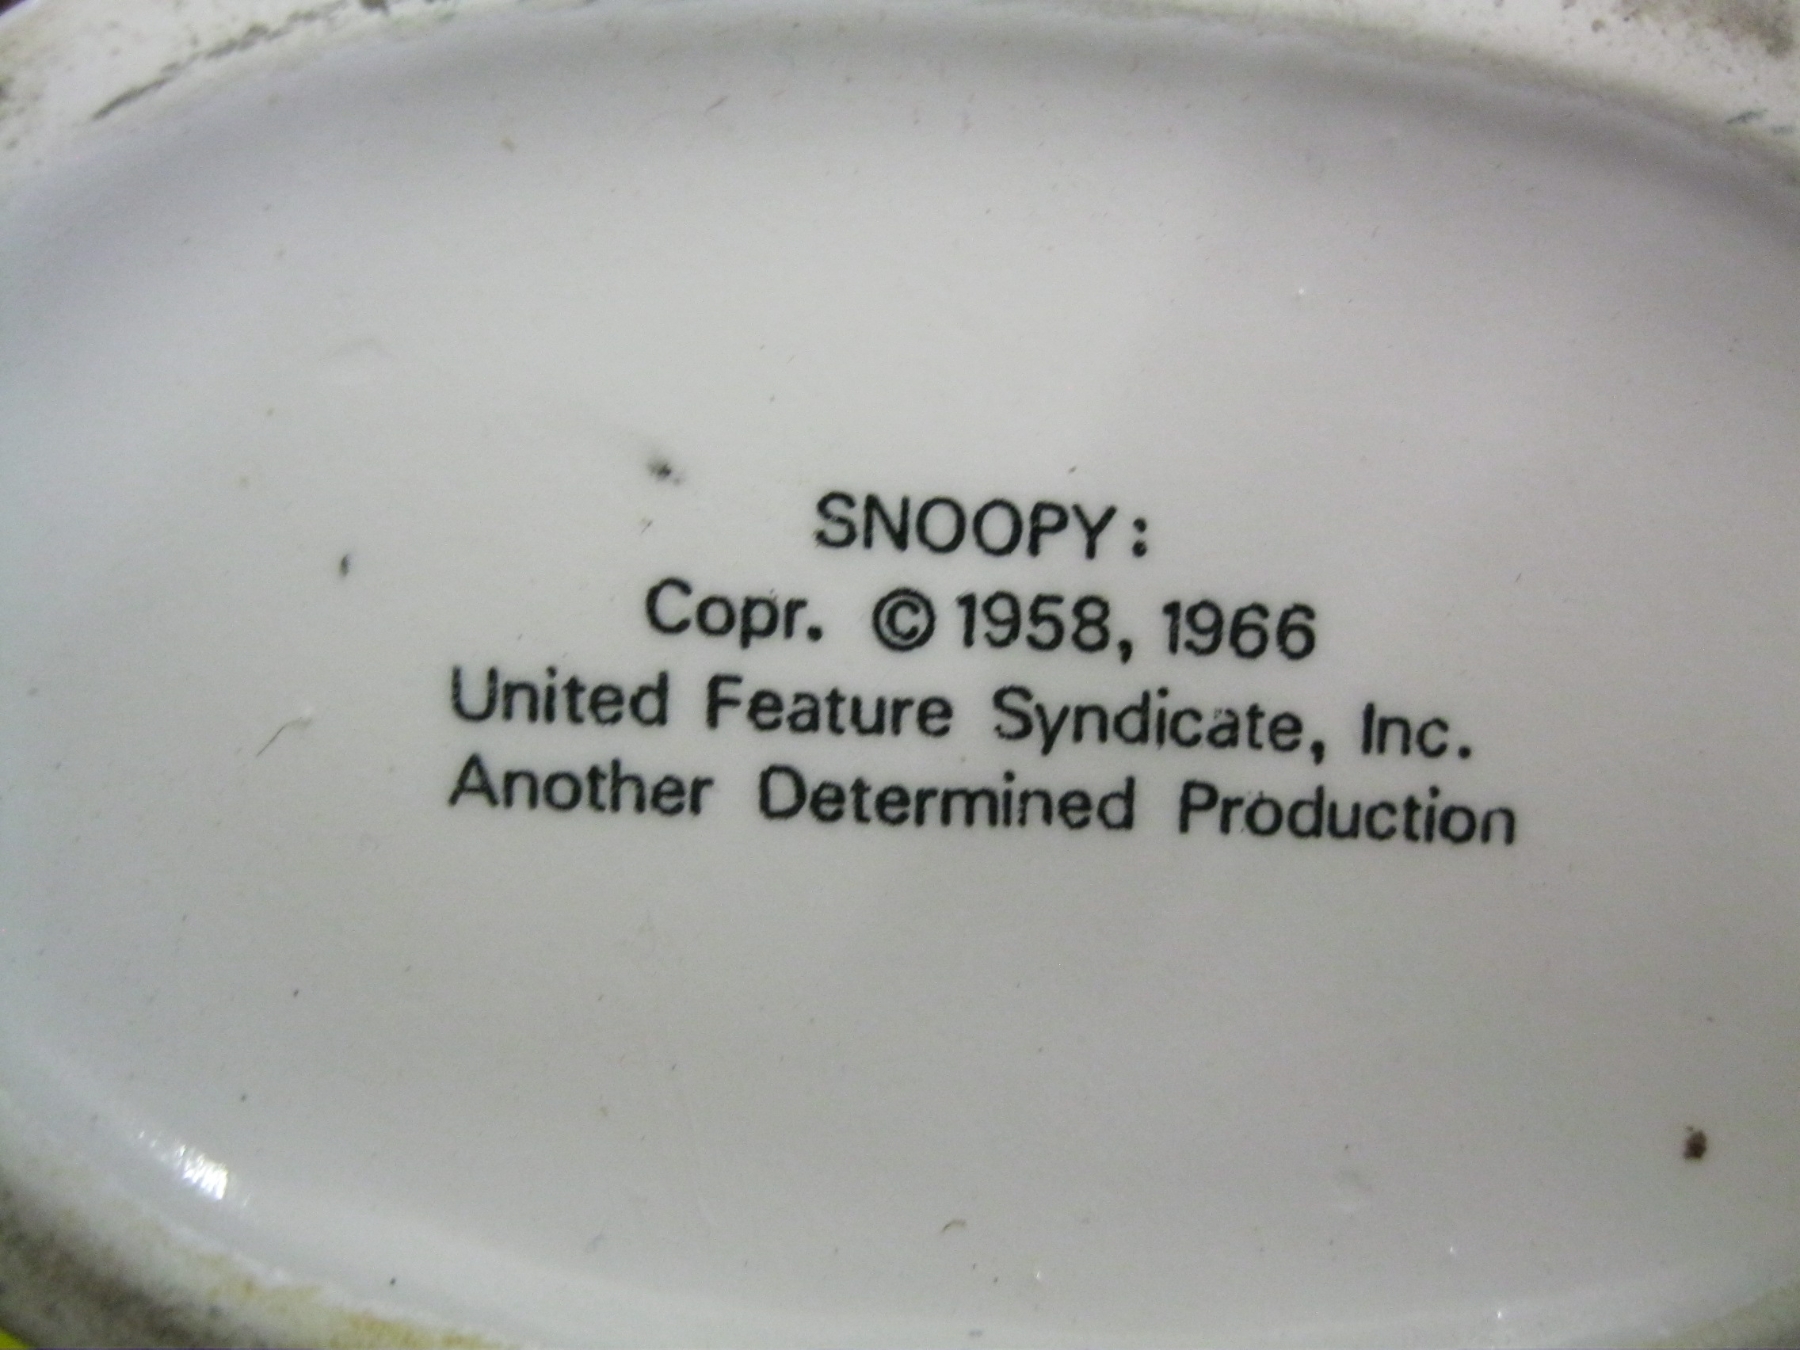 SNOOPY:
Copr. © 1958, 1966
United Feature Syndicate, Inc.
Another Determined Production